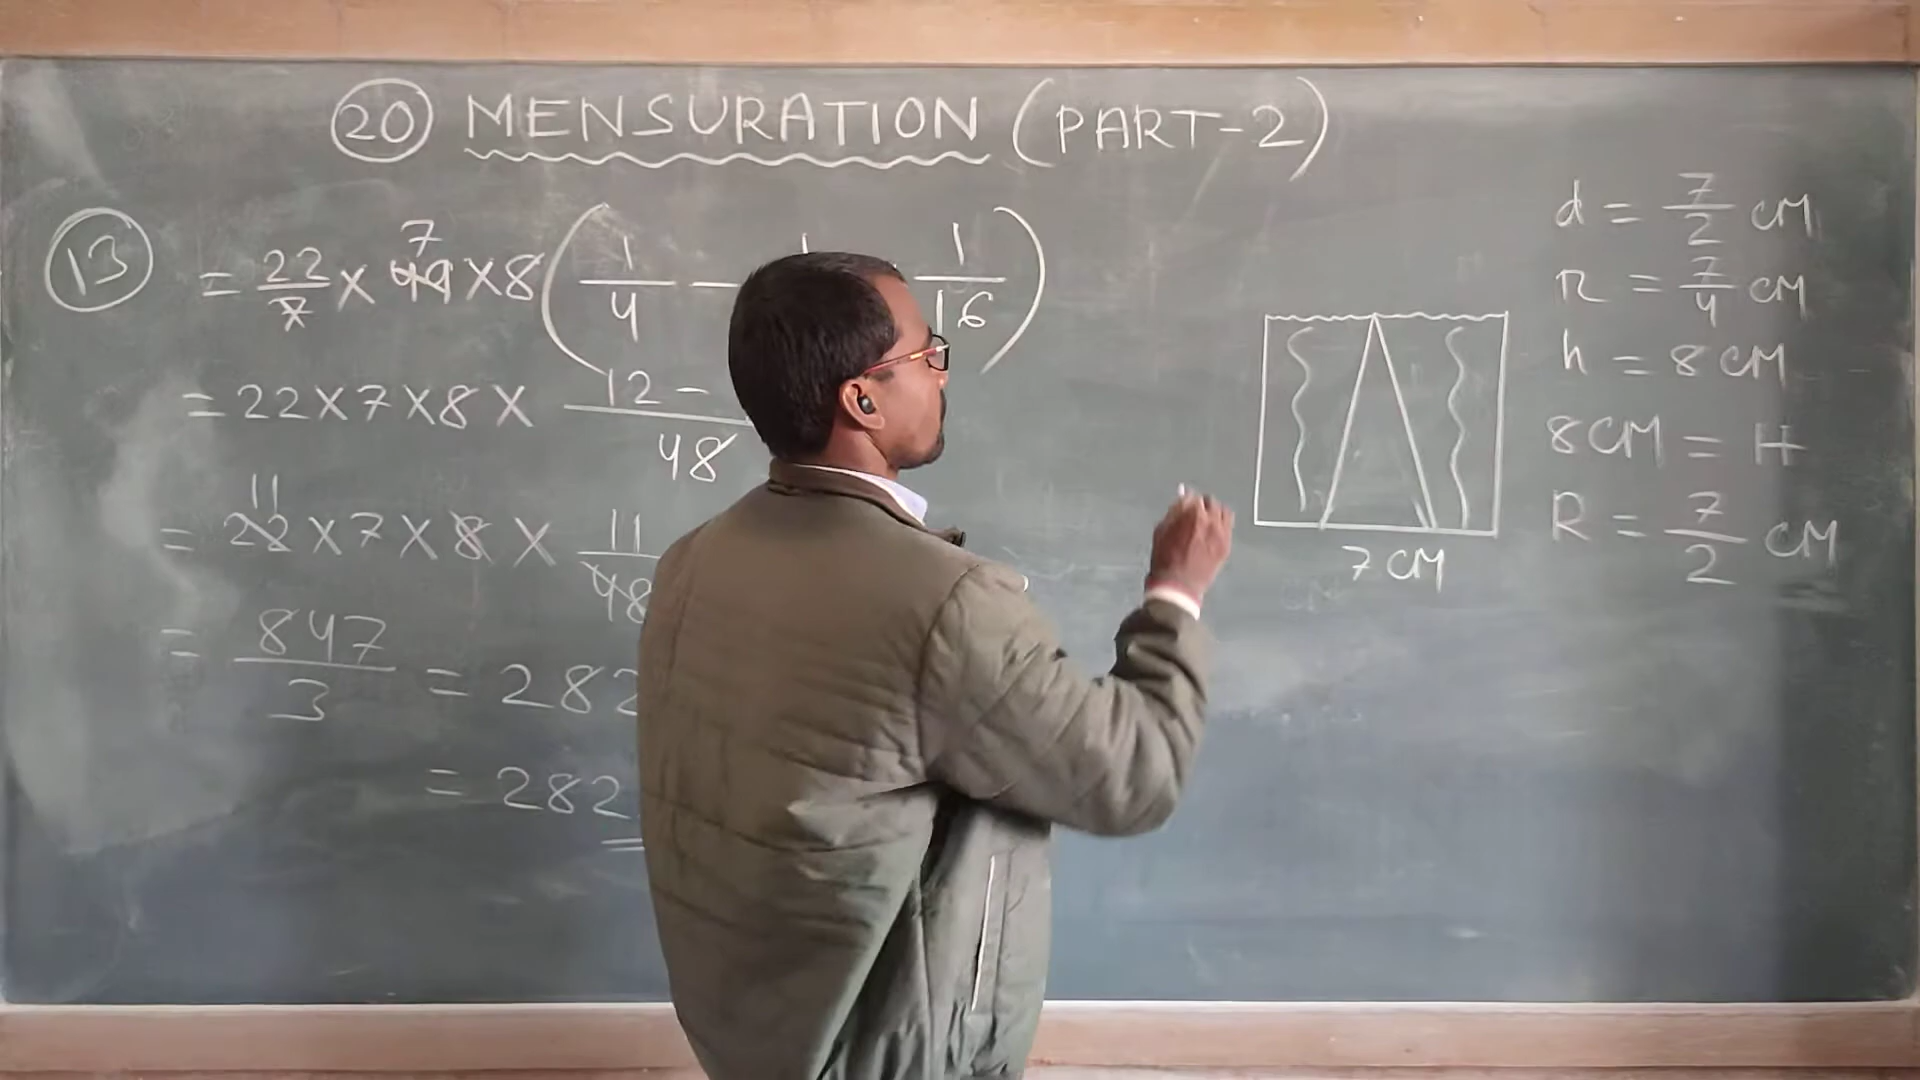 20 MENSURATION (PART-2)
13
= 22/7 × 49 7 × 8 ( 1/4 - 1 1/16 )
= 22 × 7 × 8 × 12 - / 48
11
= 22 × 7 × 8 × 11/48
= 847/3 = 282
= 282
7 CM
d = 7/2 CM
r = 7/4 CM
h = 8 CM
8 CM = H
R = 7/2 CM